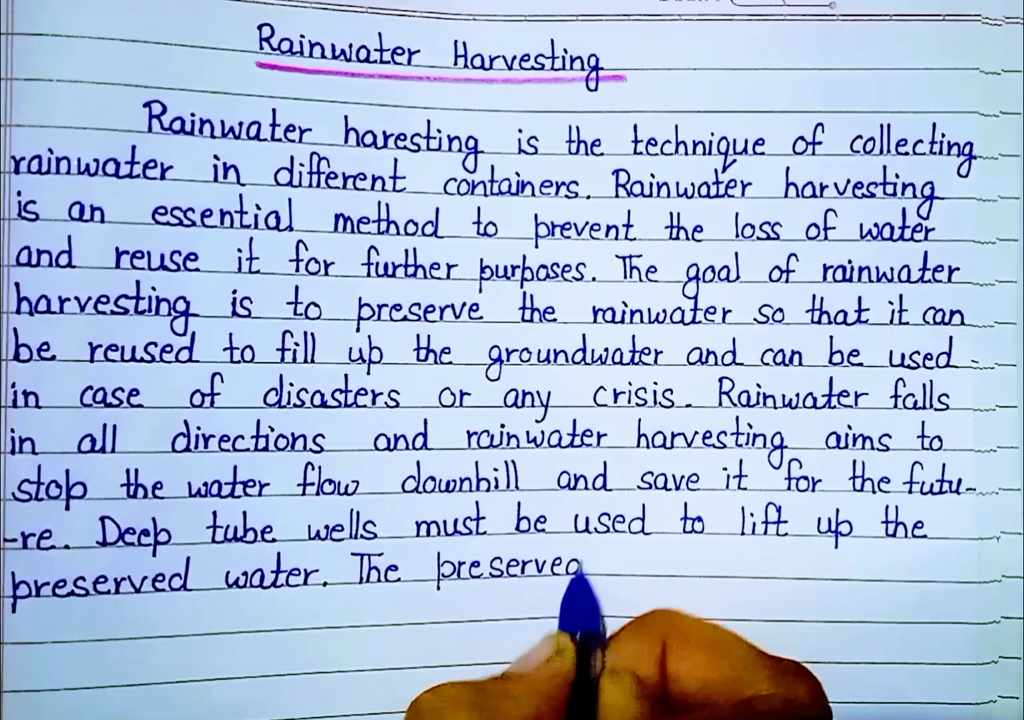 Rainwater Harvesting
Rainwater haresting is the technique of collecting
rainwater in different containers. Rainwater harvesting
is an essential method to prevent the loss of water
and reuse it for further purposes. The goal of rainwater
harvesting is to preserve the rainwater so that it can
be reused to fill up the groundwater and can be used
in case of disasters or any crisis. Rainwater falls
in all directions and rainwater harvesting aims to
stop the water flow downhill and save it for the futu-
-re. Deep tube wells must be used to lift up the
preserved water. The preserved